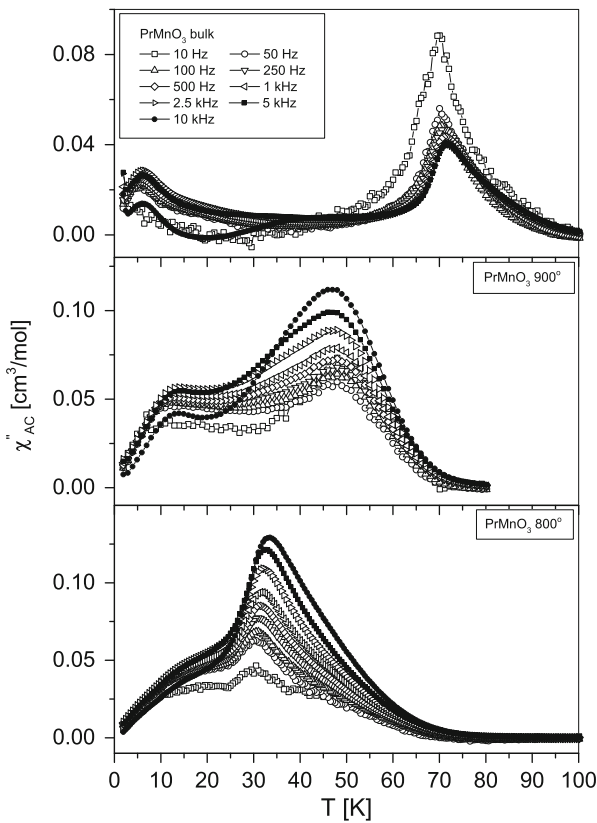 PrMnO₃ bulk
10 Hz 50 Hz
100 Hz 250 Hz
500 Hz 1 kHz
2.5 kHz 5 kHz
10 kHz
0.08
0.04
0.00
PrMnO₃ 900°
0.10
0.05
0.00
χ''AC [cm³/mol]
PrMnO₃ 800°
0.10
0.05
0.00
0 10 20 30 40 50 60 70 80 90 100
T [K]